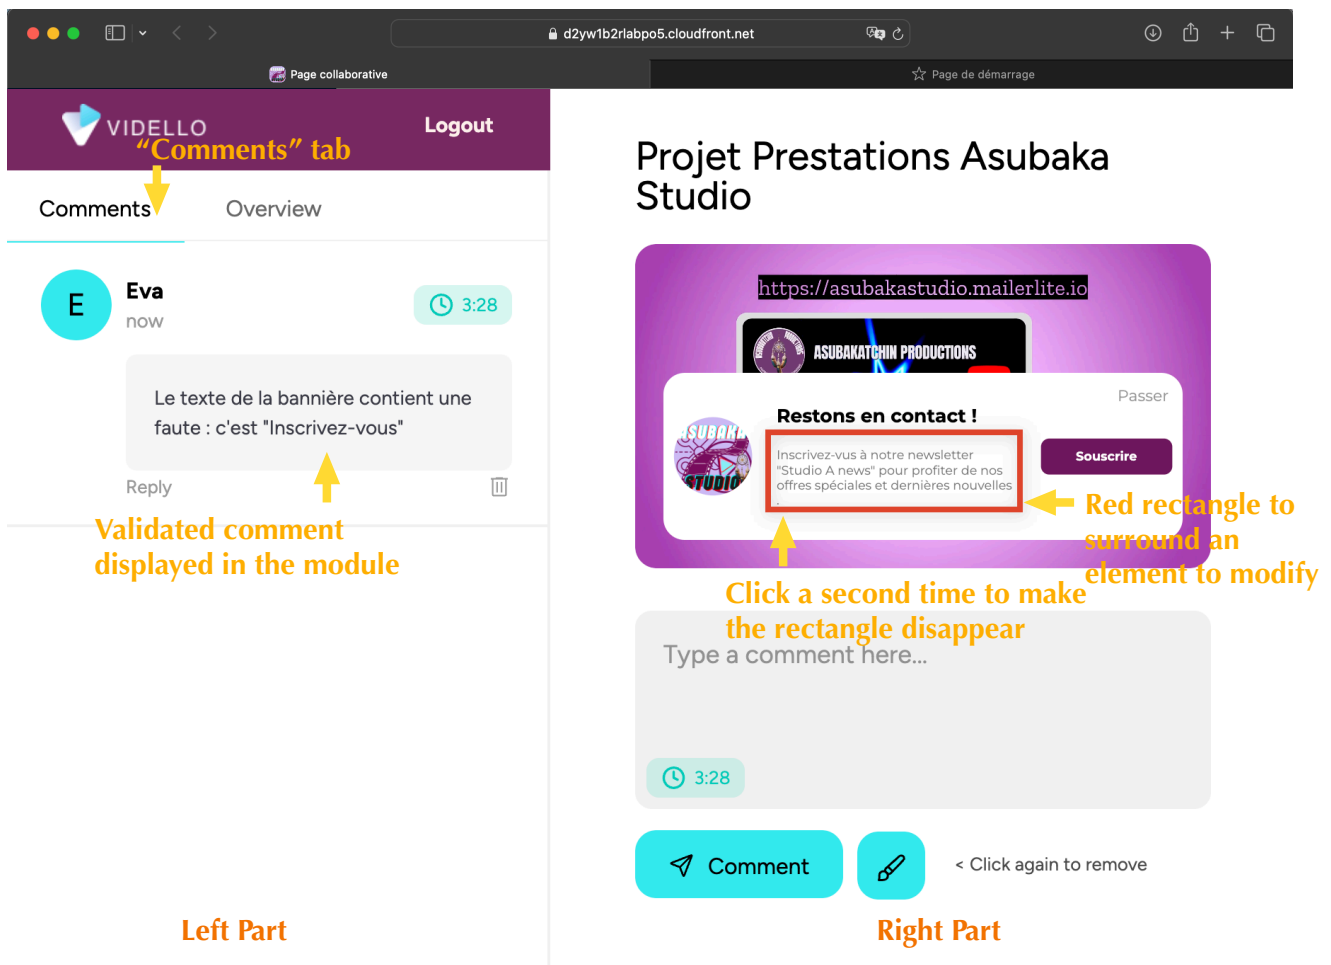 d2yw1b2rlabpo5.cloudfront.net
Page collaborative
Page de démarrage
VIDELLO
Logout
“Comments” tab
Comments
Overview
E
Eva
now
3:28
Le texte de la bannière contient une
faute : c'est "Inscrivez-vous"
Reply
Validated comment
displayed in the module
Left Part
Projet Prestations Asubaka
Studio
https://asubakastudio.mailerlite.io
ASUBAKATCHIN PRODUCTIONS
Passer
Restons en contact !
ASUBAKA
STUDIO
Inscrivez-vus à notre newsletter
"Studio A news" pour profiter de nos
offres spéciales et dernières nouvelles
.
Souscrire
Red rectangle to
surround an
element to modify
Click a second time to make
the rectangle disappear
Type a comment here...
3:28
Comment
< Click again to remove
Right Part